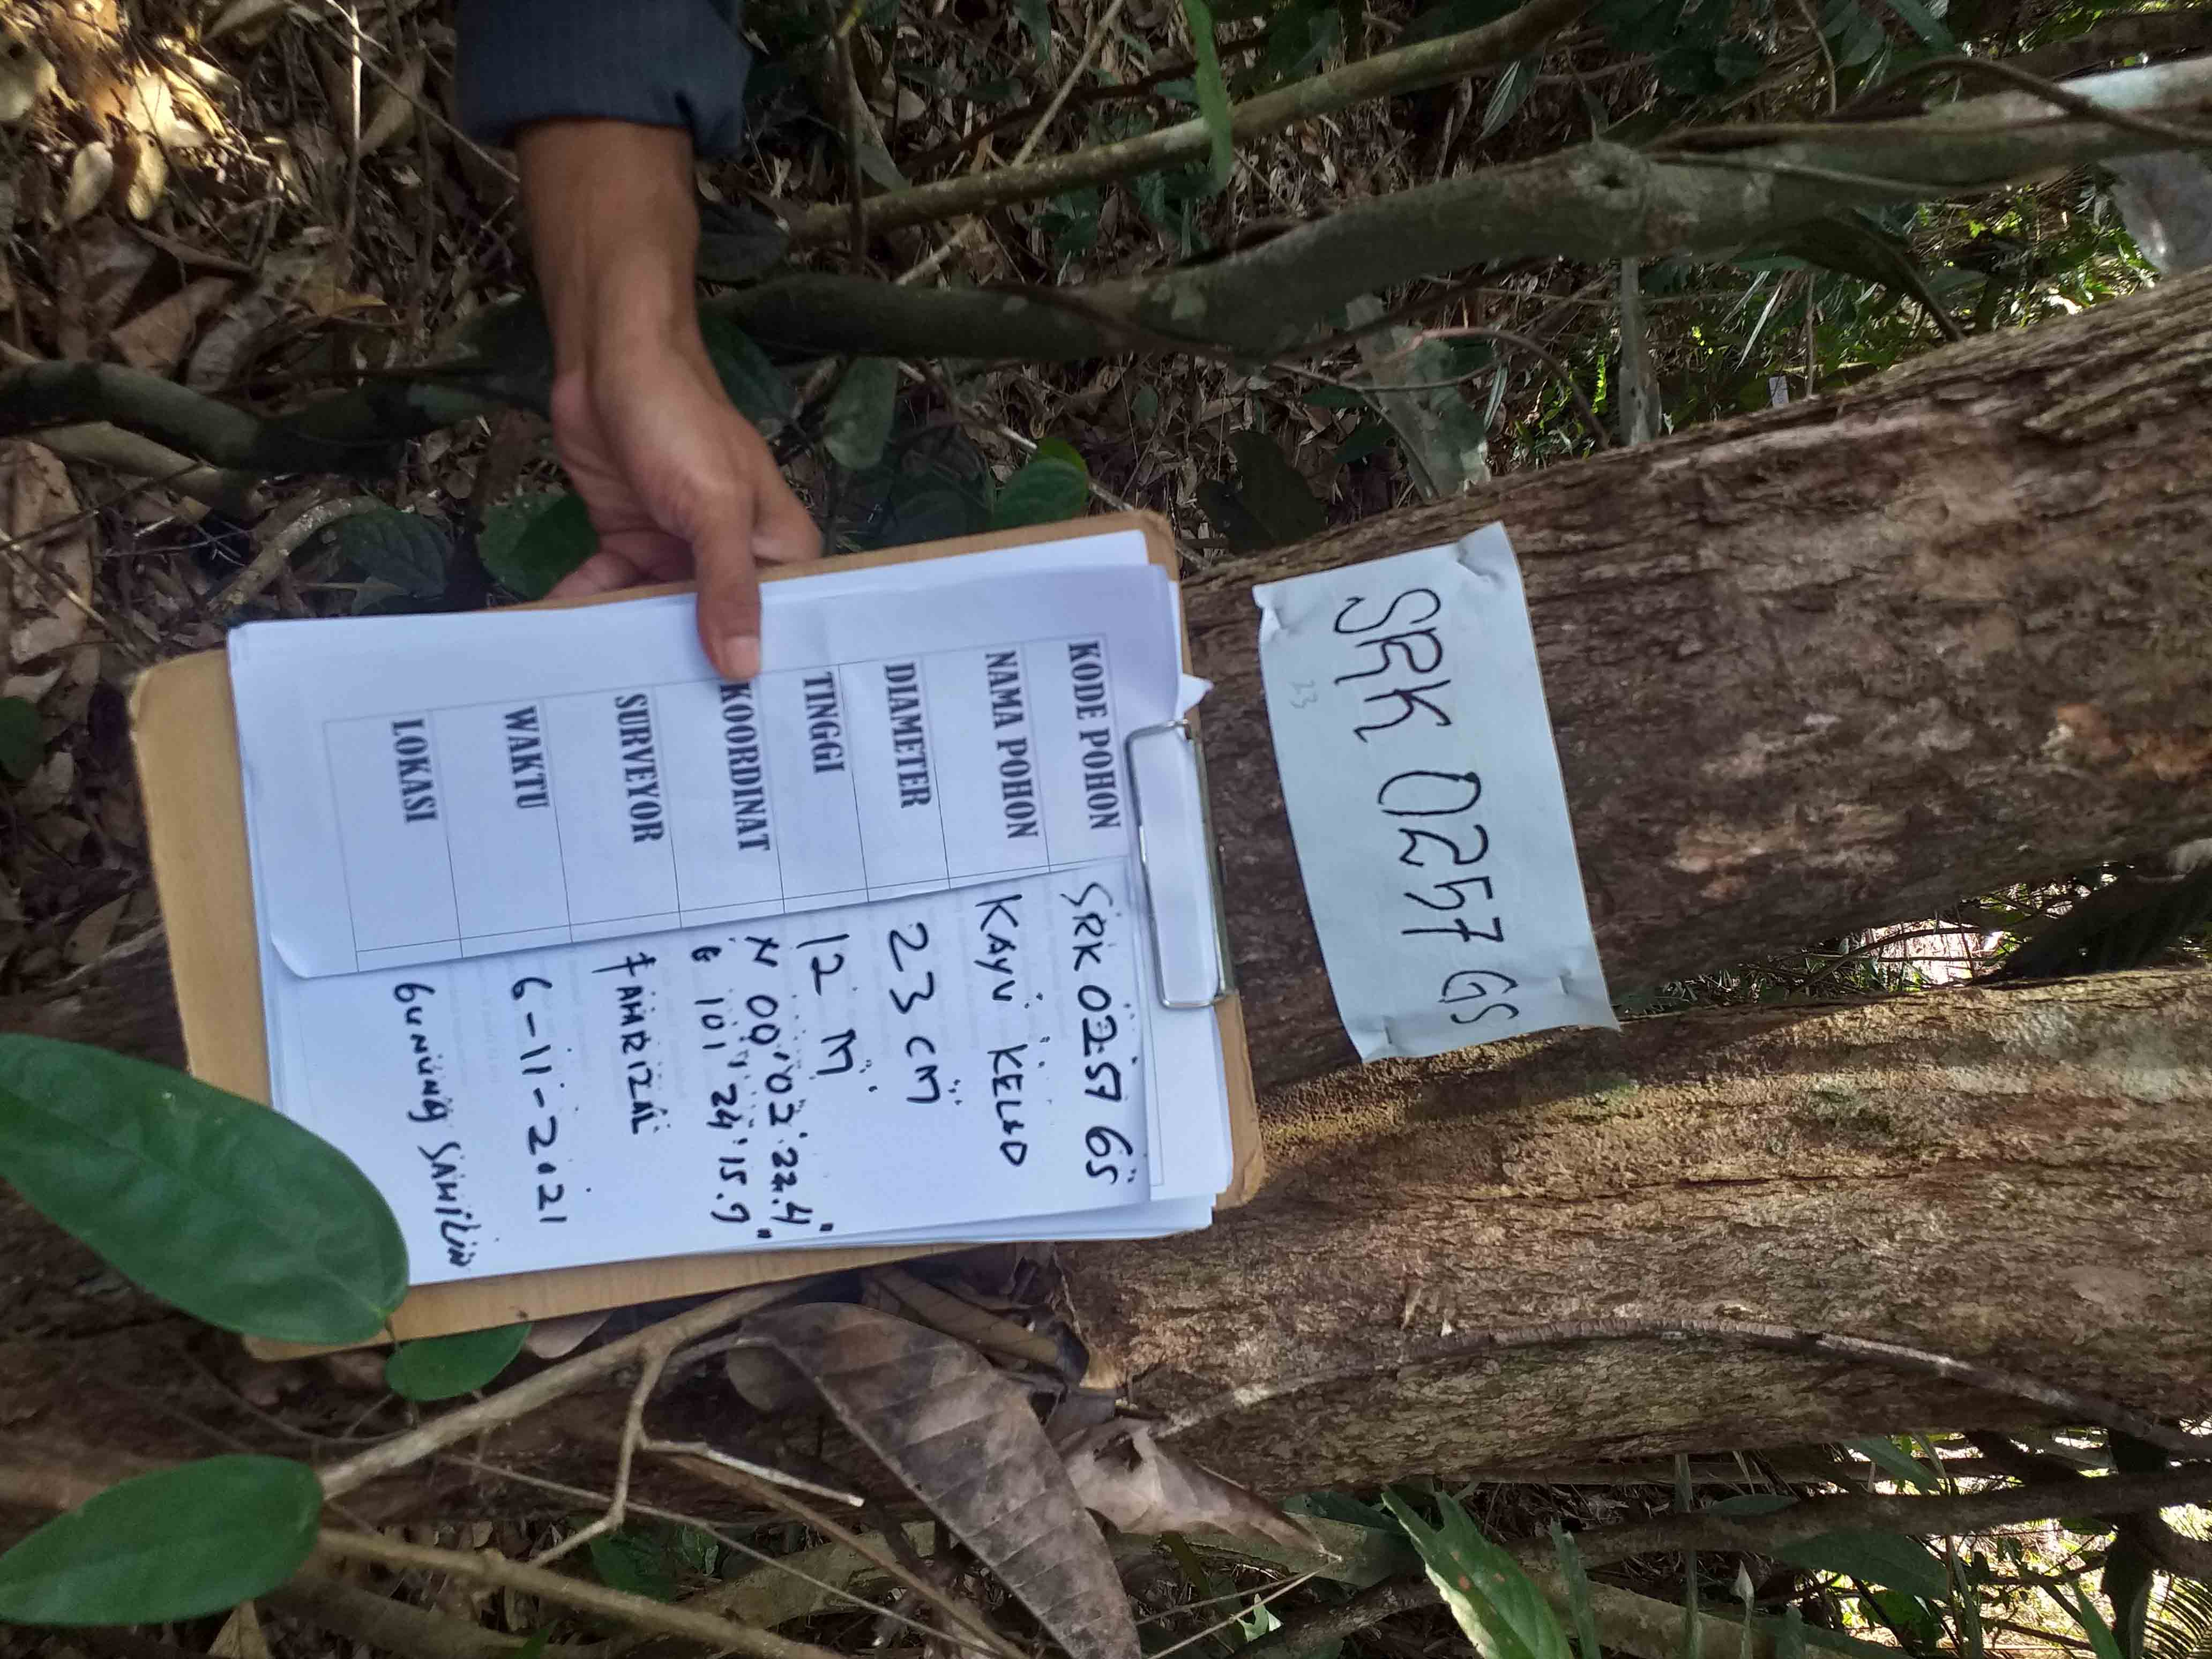 SRK 0257 GS
KODE POHON SRK 0257 GS
NAMA POHON KAYU KELAD
DIAMETER 23 CM
TINGGI 12 M
KOORDINAT N 00° 02' 22.4"
E 101° 24' 15.9"
SURVEYOR FAHRIZAL
WAKTU 6-11-2021
LOKASI GUNUNG SAHILAN